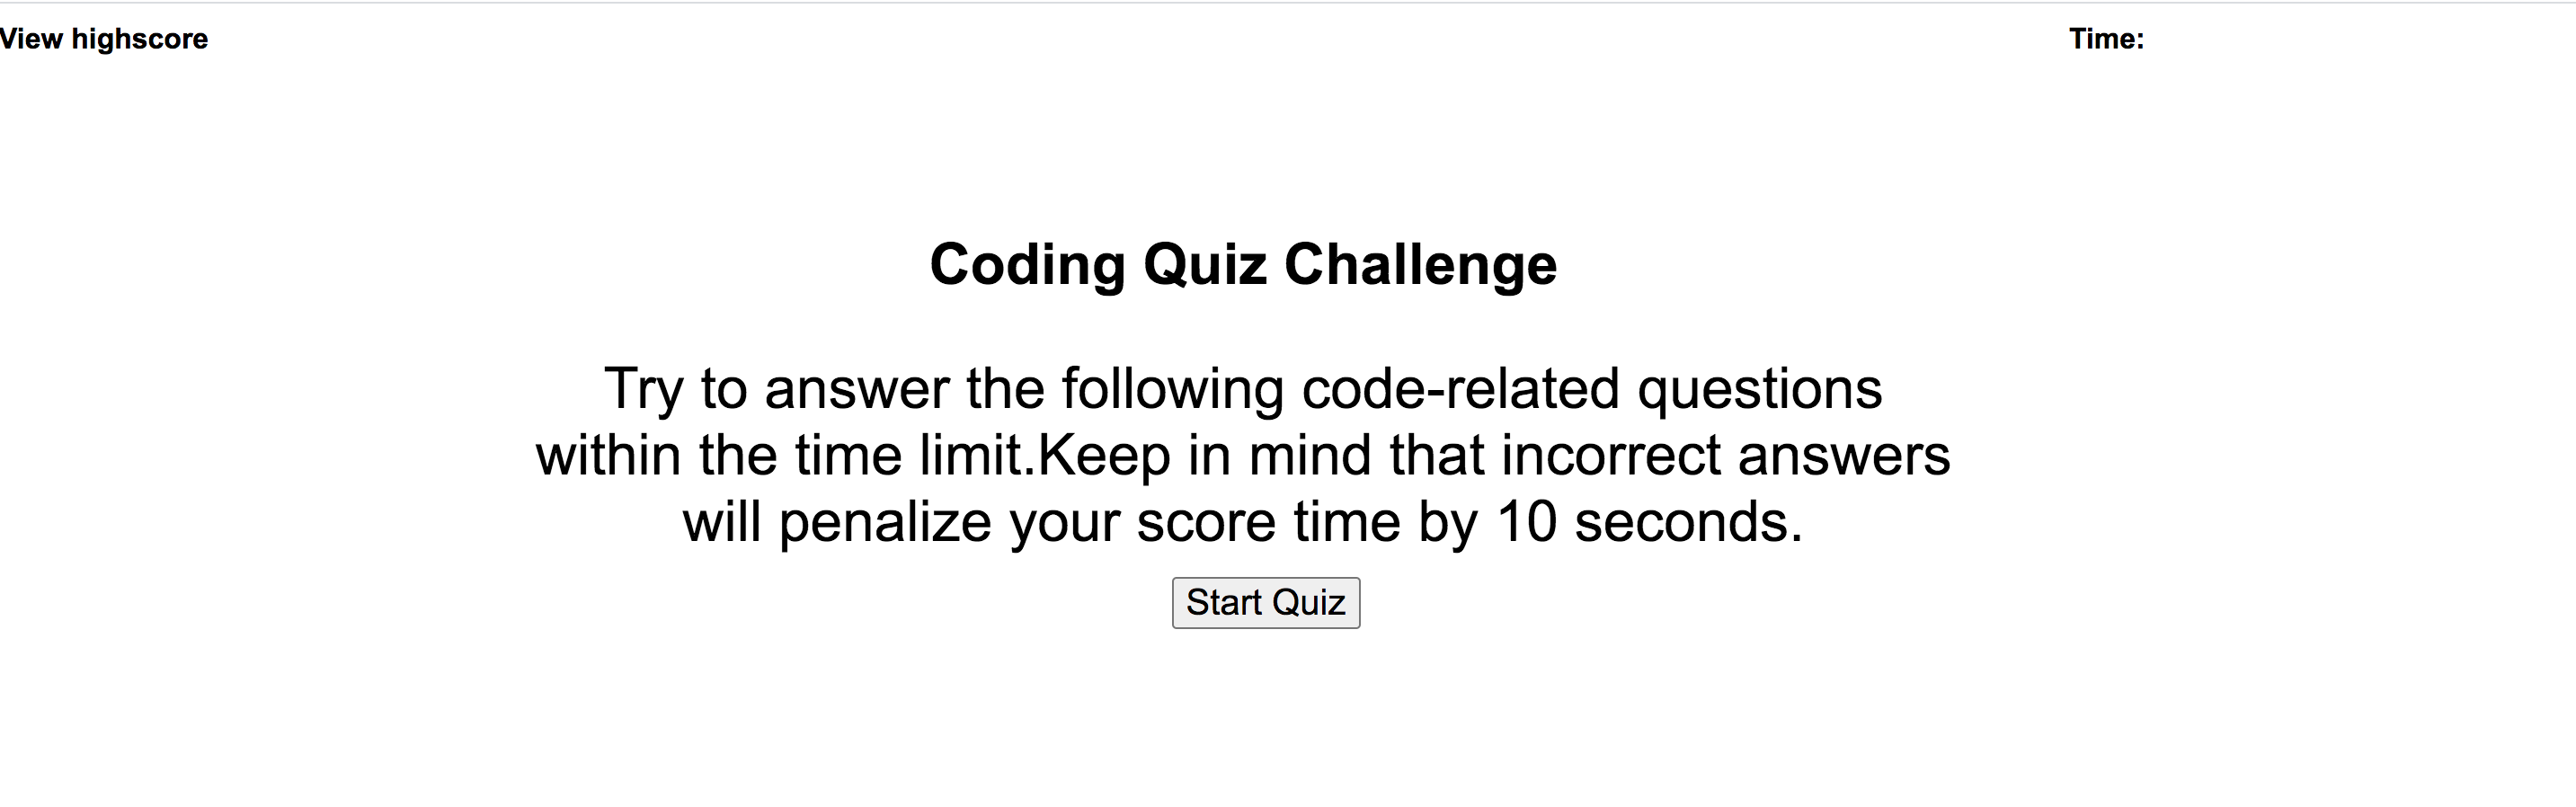 View highscore
Time:
Coding Quiz Challenge
Try to answer the following code-related questions
within the time limit.Keep in mind that incorrect answers
will penalize your score time by 10 seconds.
Start Quiz